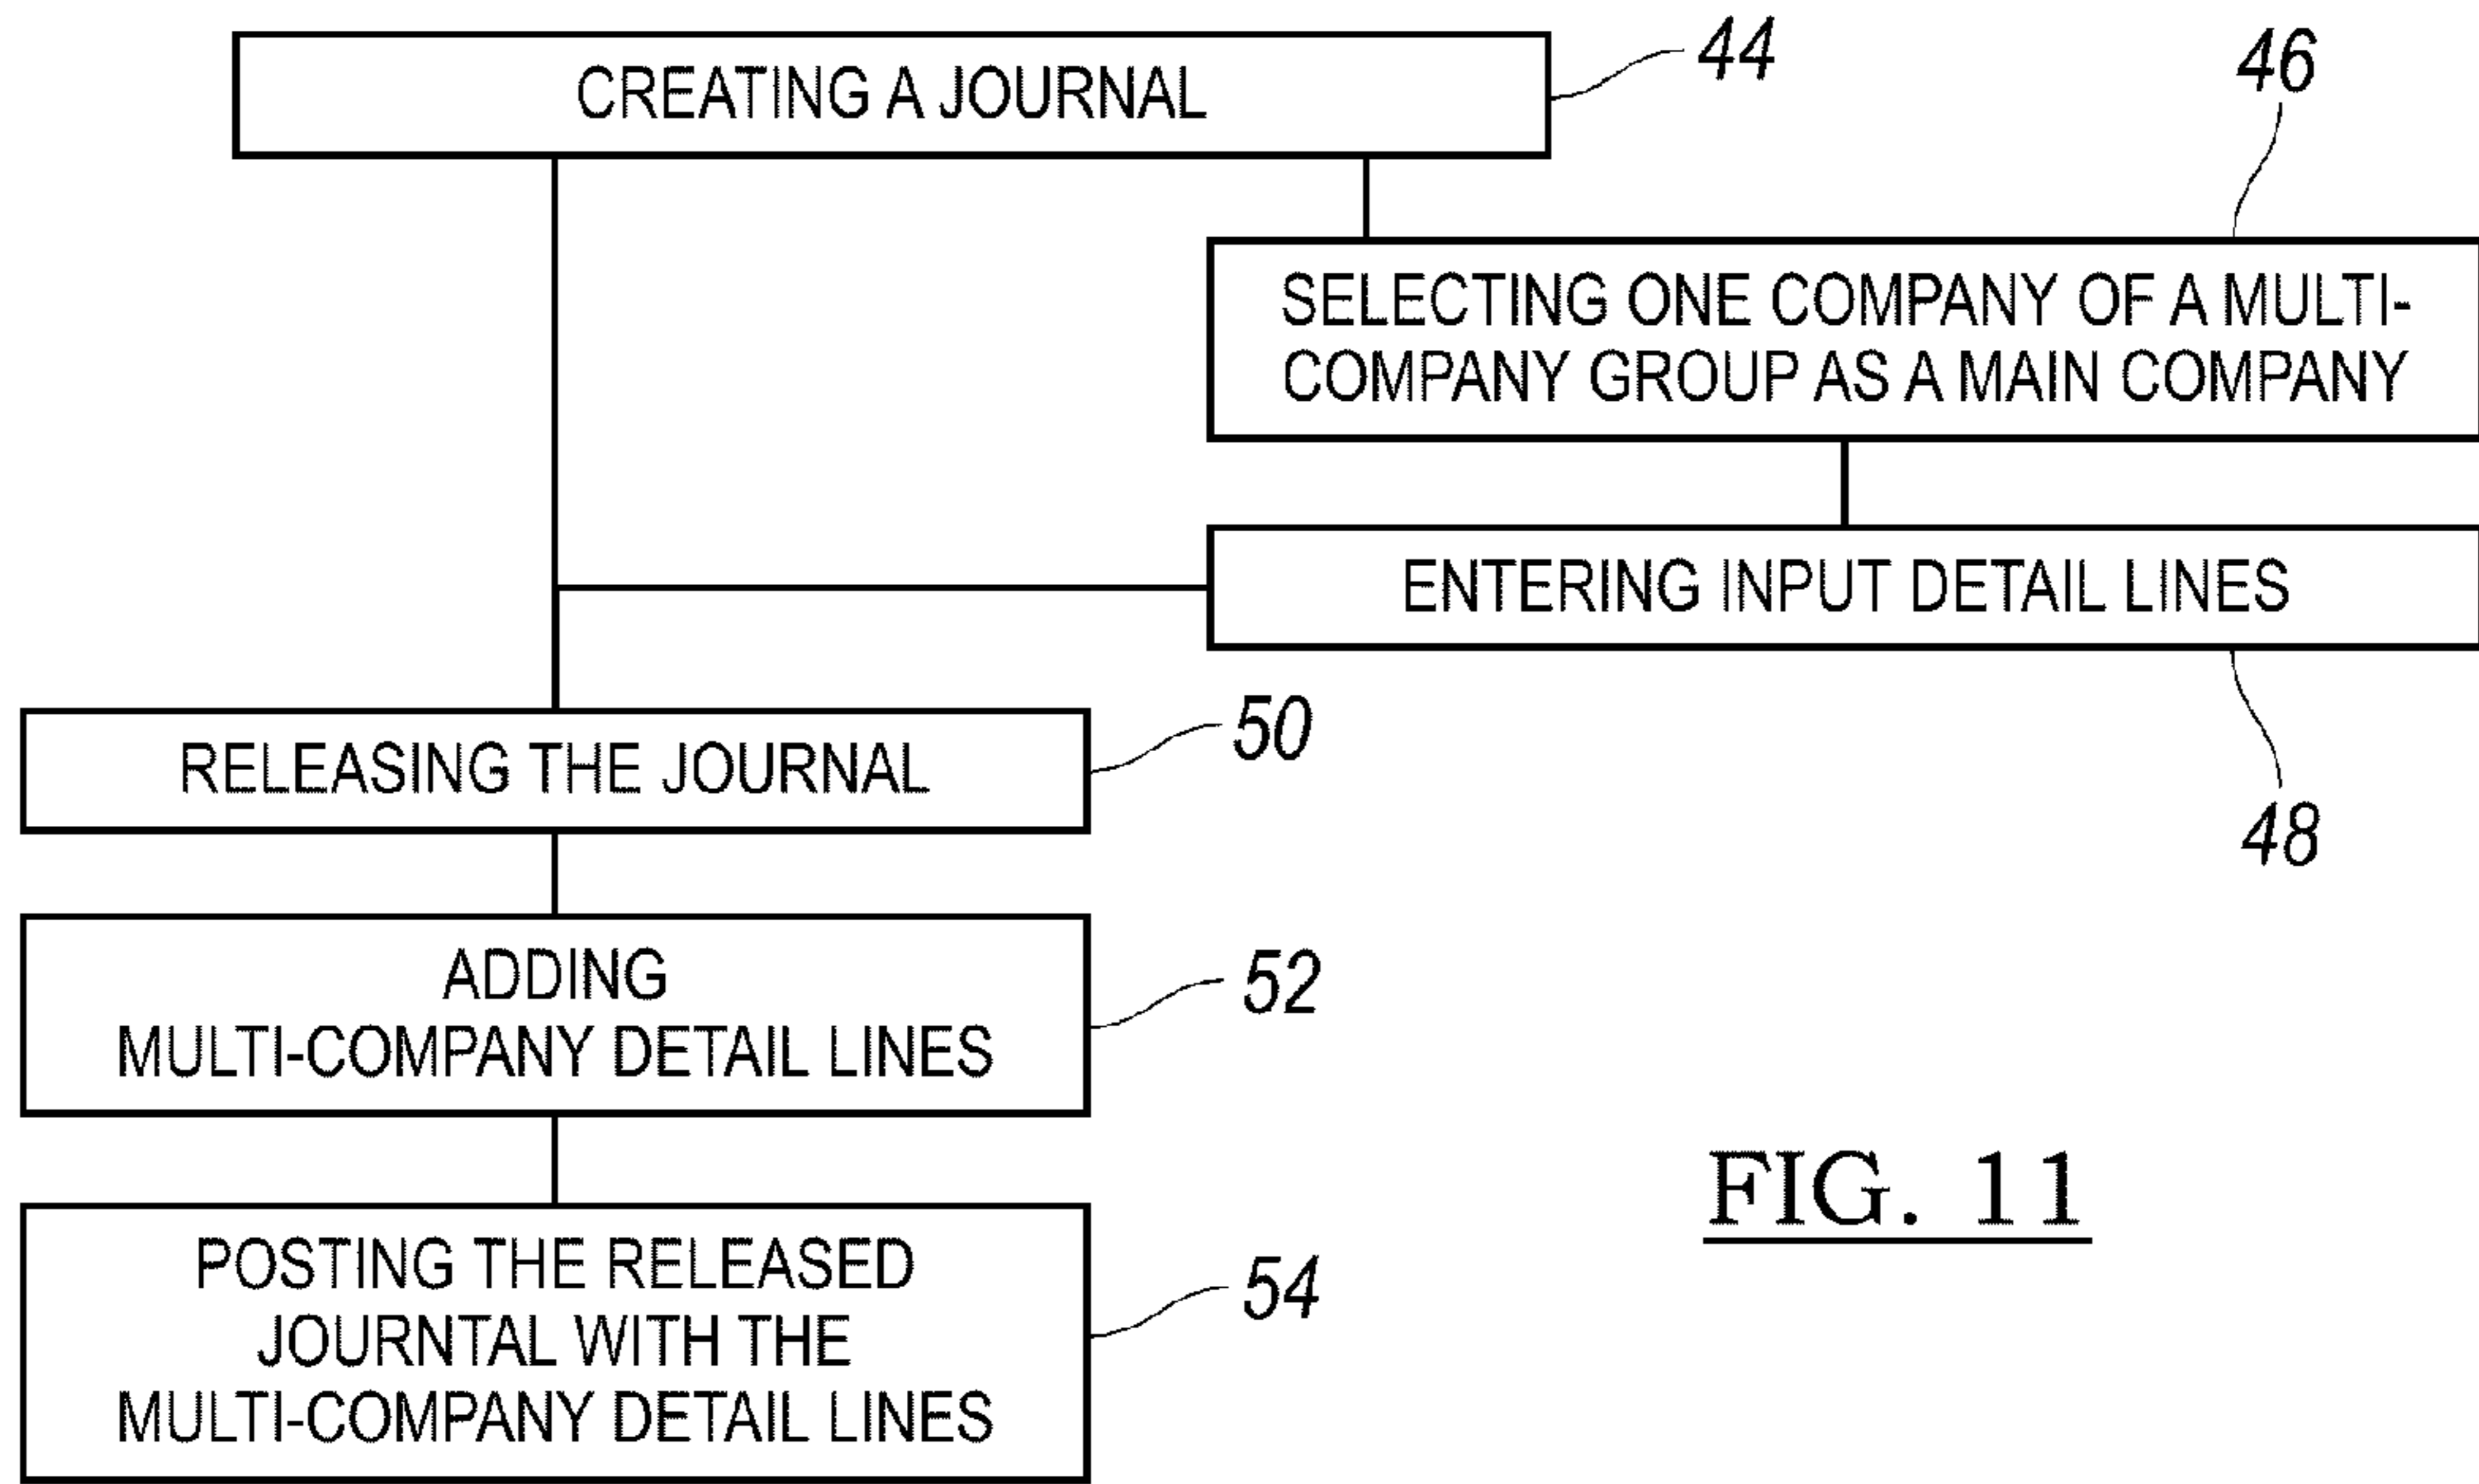 CREATING A JOURNAL
44
46
SELECTING ONE COMPANY OF A MULTI-
COMPANY GROUP AS A MAIN COMPANY
ENTERING INPUT DETAIL LINES
48
RELEASING THE JOURNAL
50
ADDING
MULTI-COMPANY DETAIL LINES
52
POSTING THE RELEASED
JOURNTAL WITH THE
MULTI-COMPANY DETAIL LINES
54
FIG. 11